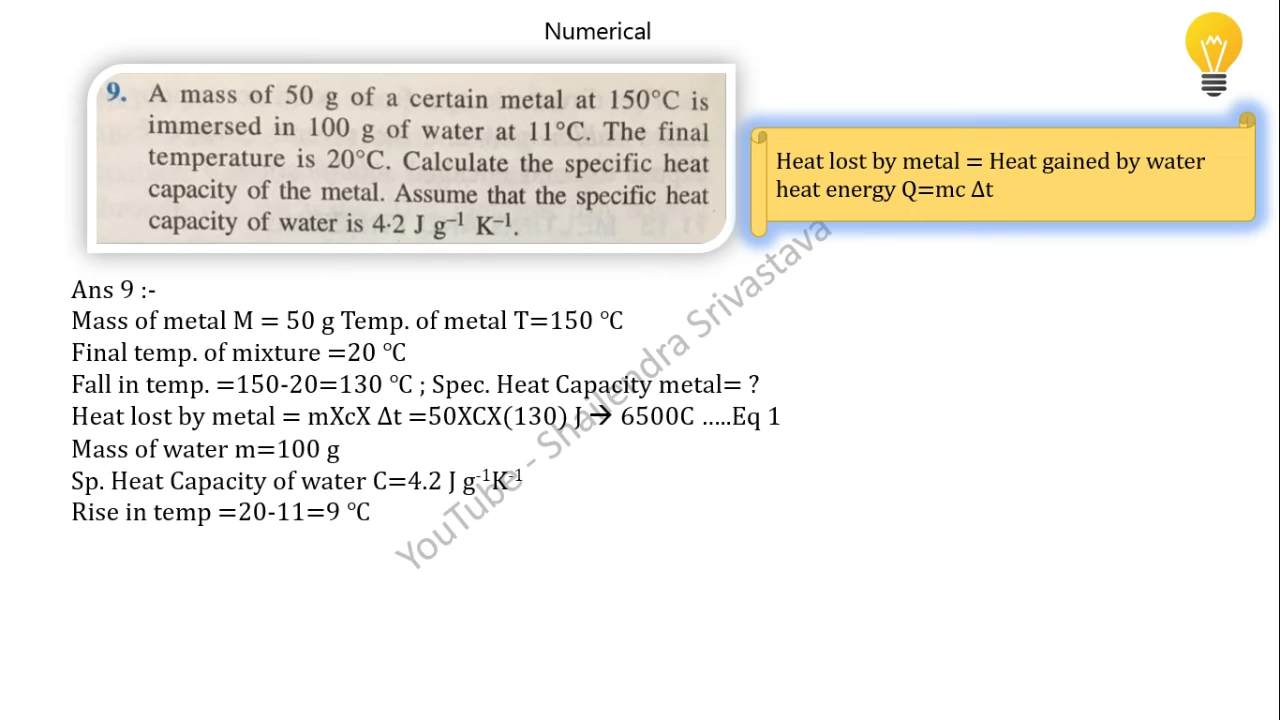 Numerical
9. A mass of 50 g of a certain metal at 150°C is
immersed in 100 g of water at 11°C. The final
temperature is 20°C. Calculate the specific heat
capacity of the metal. Assume that the specific heat
capacity of water is 4·2 J g⁻¹ K⁻¹.
Heat lost by metal = Heat gained by water
heat energy Q=mc Δt
Ans 9 :-
Mass of metal M = 50 g Temp. of metal T=150 °C
Final temp. of mixture =20 °C
Fall in temp. =150-20=130 °C ; Spec. Heat Capacity metal= ?
Heat lost by metal = mXcX Δt =50XCX(130) J → 6500C .....Eq 1
Mass of water m=100 g
Sp. Heat Capacity of water C=4.2 J g⁻¹K⁻¹
Rise in temp =20-11=9 °C
YouTube - Shailendra Srivastava